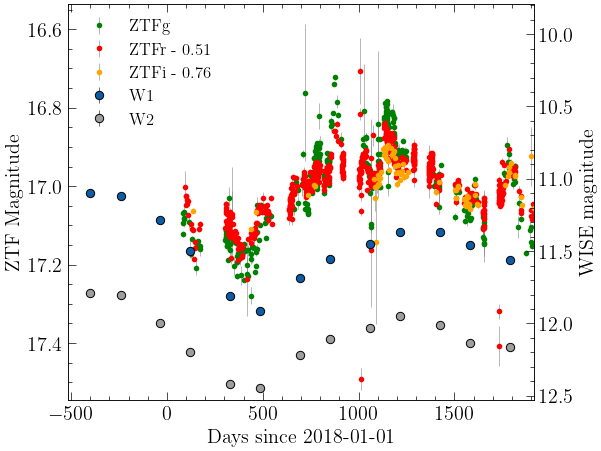 ZTFg
ZTFr - 0.51
ZTFi - 0.76
W1
W2
ZTF Magnitude
16.6
16.8
17.0
17.2
17.4
WISE magnitude
10.0
10.5
11.0
11.5
12.0
12.5
−500 0 500 1000 1500
Days since 2018-01-01